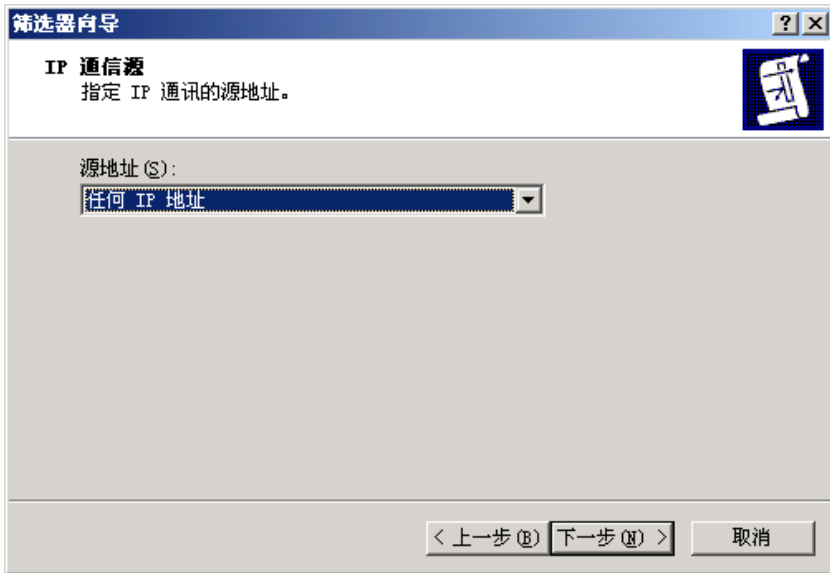 筛选器向导
IP 通信源
指定 IP 通讯的源地址。
源地址(S):
任何 IP 地址
< 上一步(B) 下一步(N) > 取消